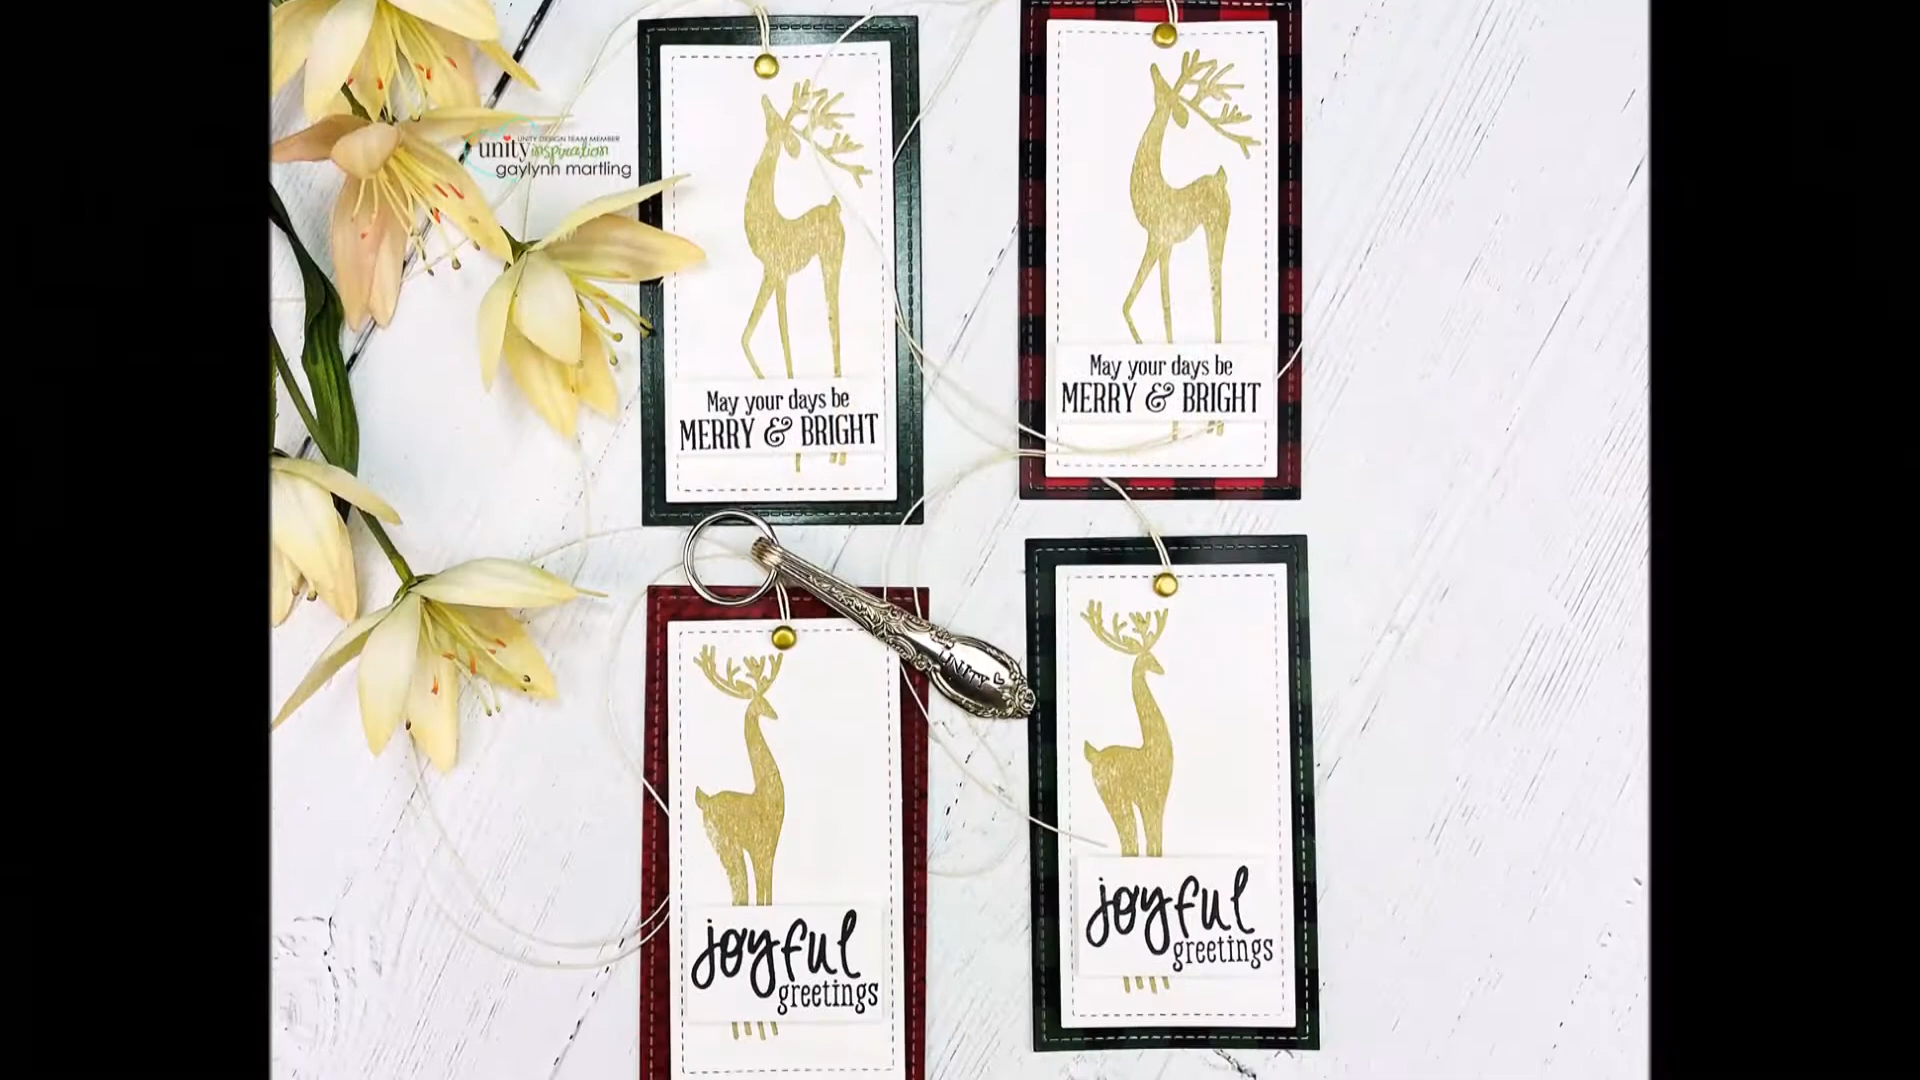 UNITY DESIGN TEAM MEMBER
unity inspiration
gaylynn martling
May your days be
MERRY & BRIGHT
May your days be
MERRY & BRIGHT
UNITY
joyful
greetings
joyful
greetings